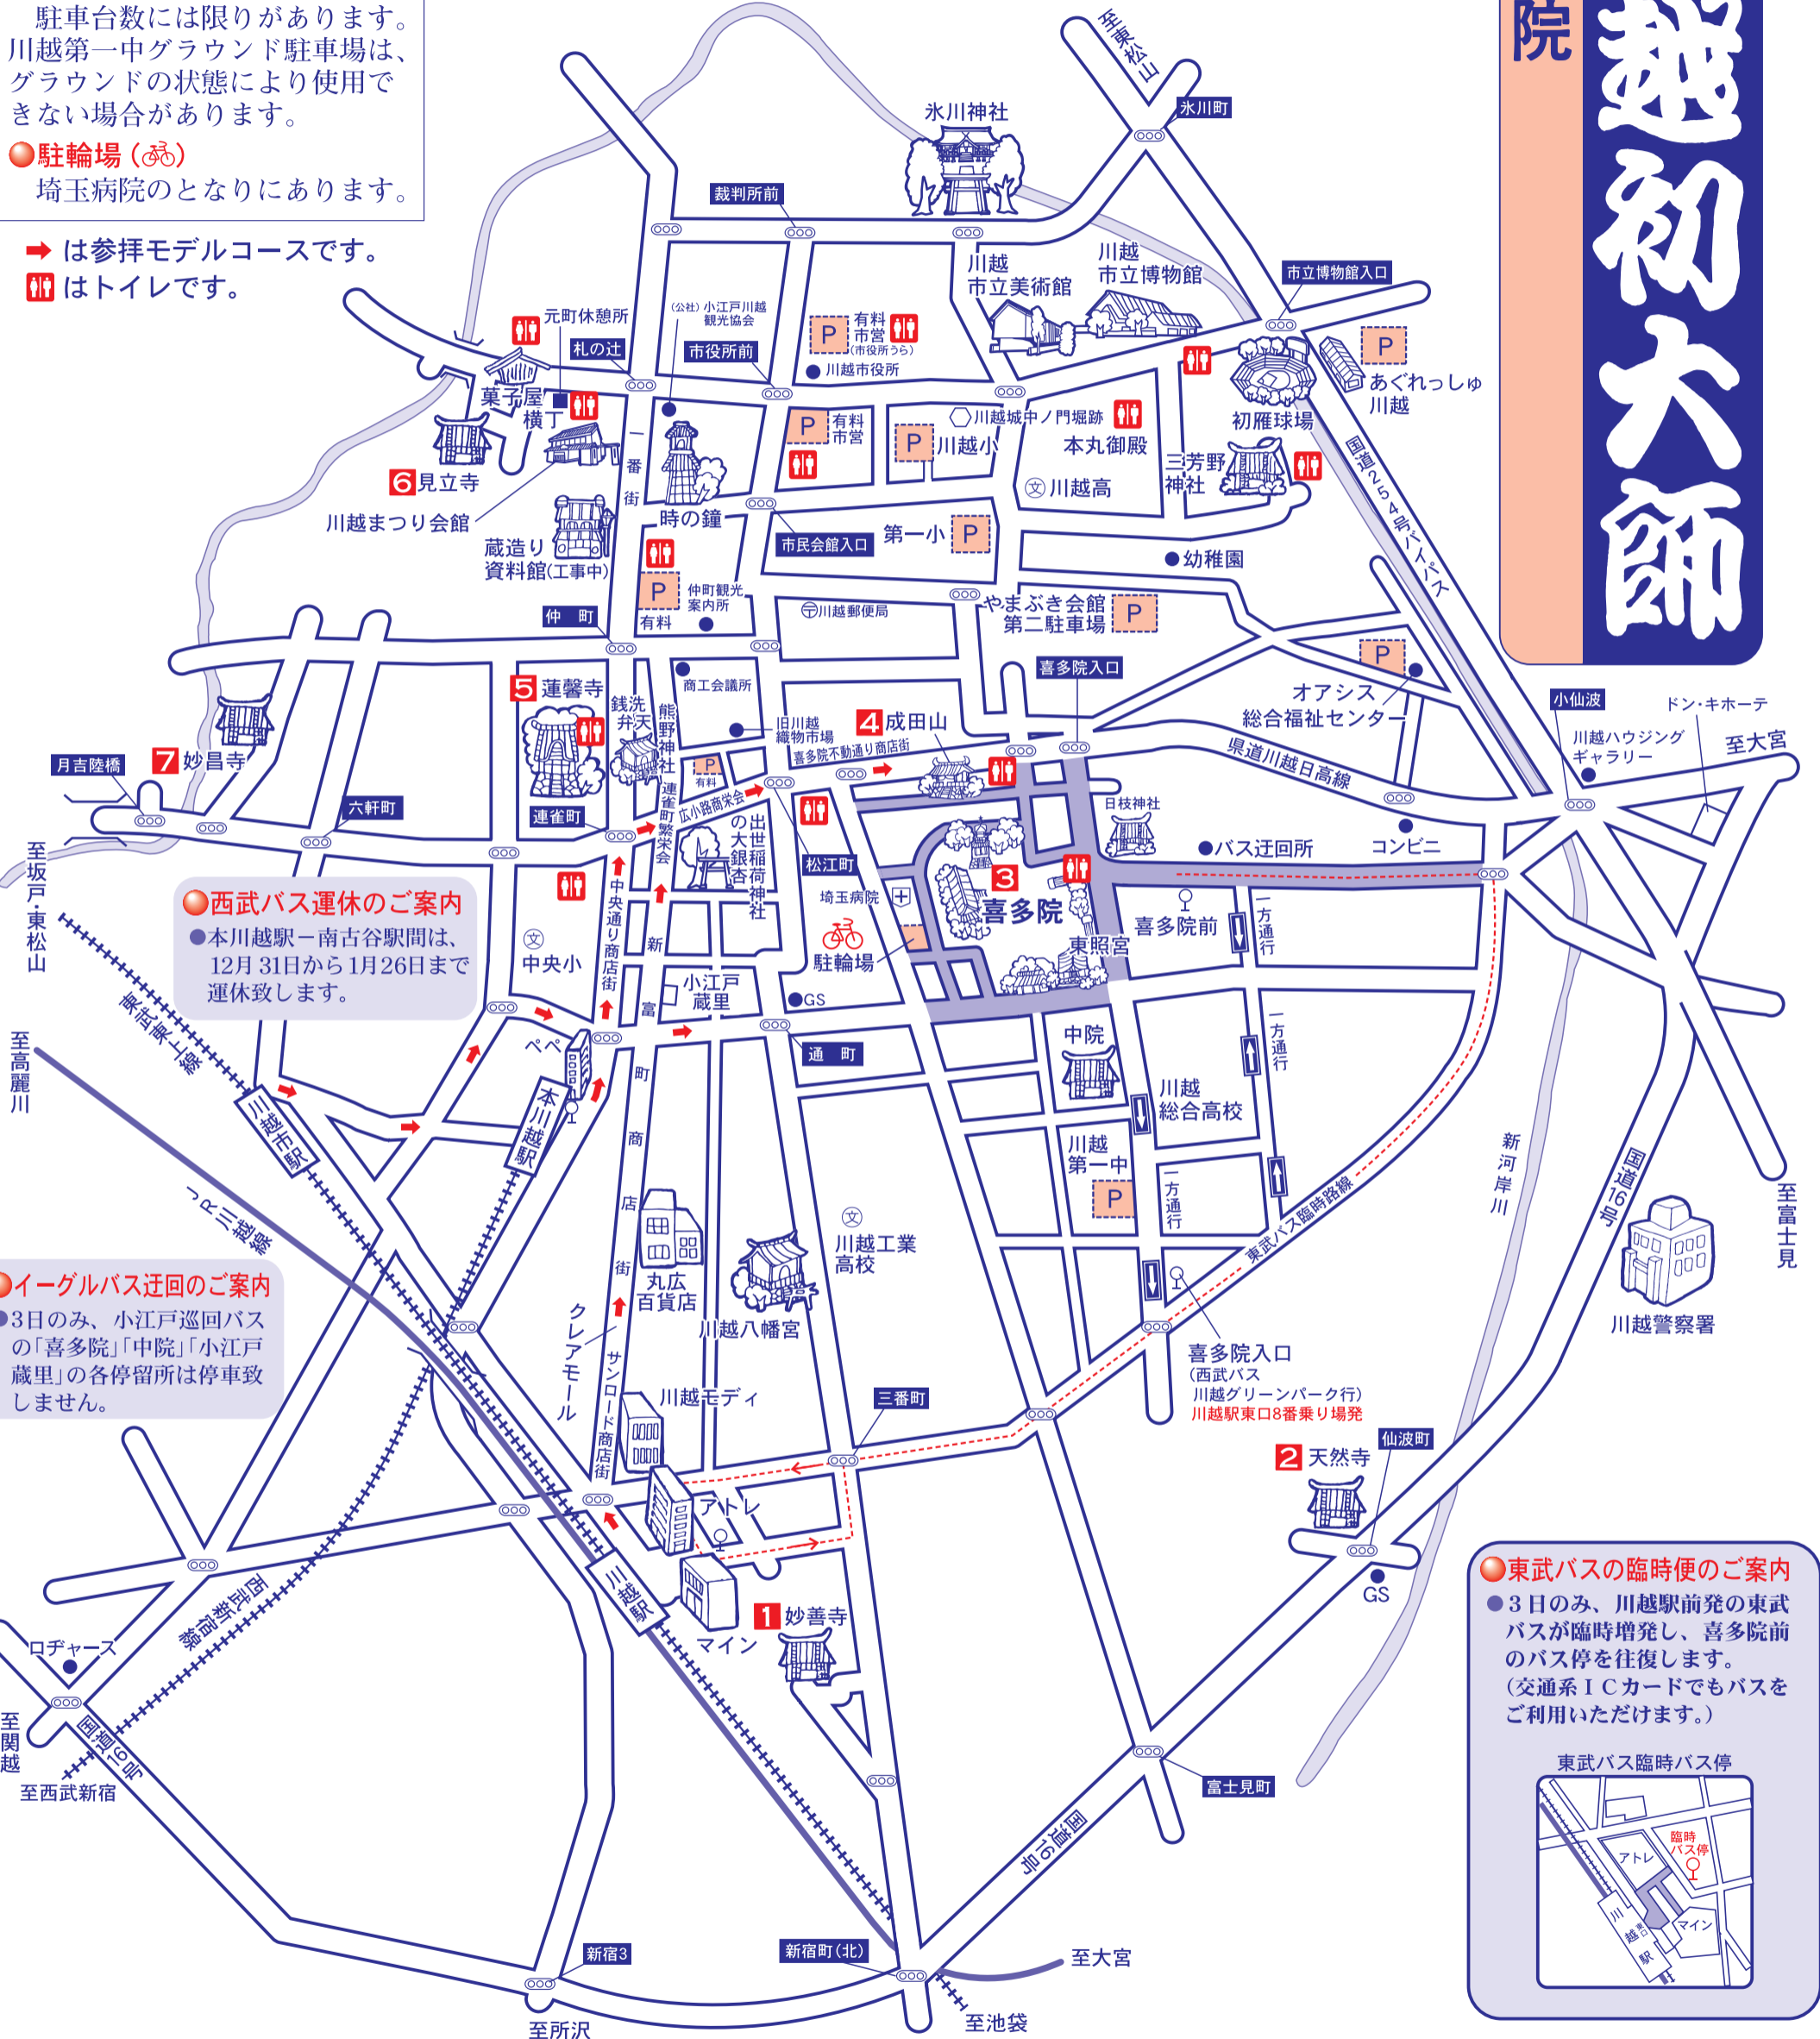 駐車台数には限りがあります。
川越第一中グラウンド駐車場は、
グラウンドの状態により使用で
きない場合があります。
駐輪場（
）
埼玉病院のとなりにあります。
は参拝モデルコースです。
はトイレです。
院
越初大師
至東松山
氷川町
氷川神社
裁判所前
川越
市立美術館
川越
市立博物館
市立博物館入口
元町休憩所
札の辻
(公社)小江戸川越
観光協会
市役所前
P
有料
市営
(市役所うら)
川越市役所
P
あぐれっしゅ
川越
初雁球場
菓子屋
横丁
6 見立寺
川越まつり会館
一番街
時の鐘
P
有料
市営
P
川越小
川越城中ノ門堀跡
本丸御殿
三芳野
神社
文 川越高
国道254号バイパス
蔵造り
資料館(工事中)
市民会館入口
第一小
P
幼稚園
P
有料
仲町観光
案内所
仲　町
〒川越郵便局
やまぶき会館
第二駐車場
P
P
オアシス
総合福祉センター
喜多院入口
5 蓮馨寺
銭洗
弁天
熊野神社
商工会議所
旧川越
織物市場
4 成田山
喜多院不動通り商店街
県道川越日高線
小仙波
ドン・キホーテ
川越ハウジング
ギャラリー
至大宮
月吉陸橋
7 妙昌寺
六軒町
連雀町
連雀町繁栄会
P
有料
広小路商栄会
出世稲荷神社
の大銀杏
松江町
日枝神社
バス迂回所
コンビニ
至坂戸・東松山
西武バス運休のご案内
本川越駅－南古谷駅間は、
12月31日から1月26日まで
運休致します。
中央通り商店街
文
中央小
埼玉病院
駐輪場
3
喜多院
東照宮
喜多院前
一方通行
新富町商店街
小江戸
蔵里
GS
通　町
ペペ
東武東上線
川越市駅
本川越駅
至高麗川
JR川越線
中院
川越
総合高校
一方通行
川越
第一中
P
一方通行
東武バス臨時路線
新河岸川
国道16号
至富士見
川越警察署
イーグルバス迂回のご案内
3日のみ、小江戸巡回バス
の「喜多院」「中院」「小江戸
蔵里」の各停留所は停車致
しません。
丸広
百貨店
川越八幡宮
文
川越工業
高校
クレアモール
サンロード商店街
川越モディ
三番町
喜多院入口
(西武バス
川越グリーンパーク行)
川越駅東口8番乗り場発
アトレ
川越駅
マイン
1 妙善寺
2 天然寺
仙波町
GS
西武新宿線
ロヂャース
至関越
国道16号
至西武新宿
富士見町
国道16号
新宿3
新宿町(北)
至大宮
至所沢
至池袋
東武バスの臨時便のご案内
3日のみ、川越駅前発の東武
バスが臨時増発し、喜多院前
のバス停を往復します。
(交通系ICカードでもバスを
ご利用いただけます。)
東武バス臨時バス停
アトレ
臨時
バス停
川越駅
東口
マイン